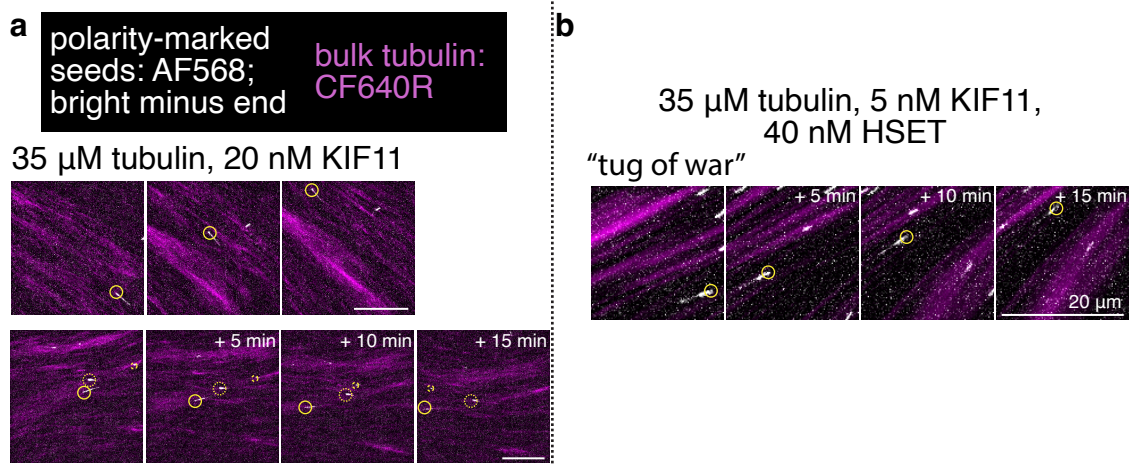 a
polarity-marked
seeds: AF568;
bright minus end
bulk tubulin:
CF640R
35 µM tubulin, 20 nM KIF11
+ 5 min
+ 10 min
+ 15 min
b
35 µM tubulin, 5 nM KIF11,
40 nM HSET
“tug of war”
+ 5 min
+ 10 min
+ 15 min
20 µm